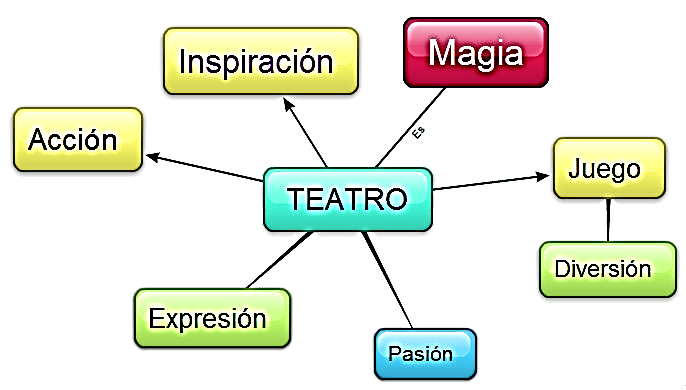 Inspiración
Magia
Acción
Es
Juego
TEATRO
Diversión
Expresión
Pasión